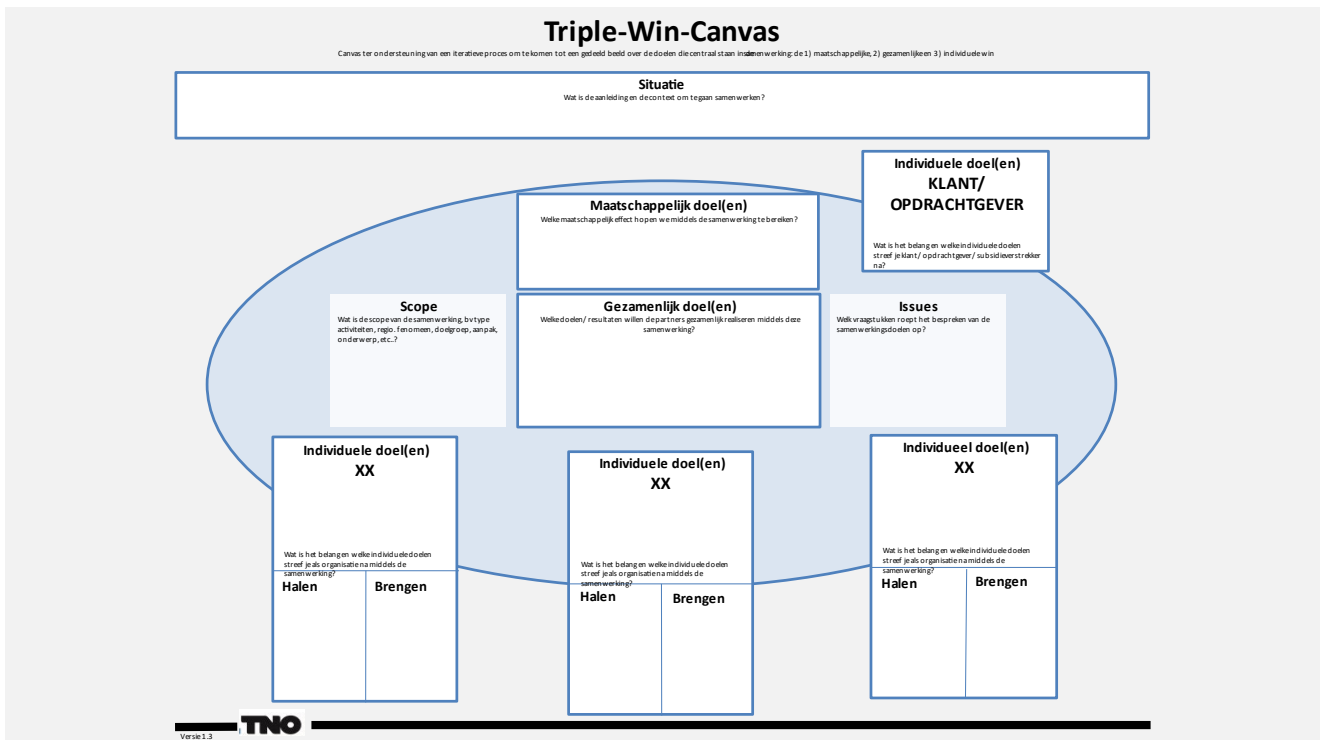 Triple-Win-Canvas
Canvas ter ondersteuning van een iteratieve proces om te komen tot een gedeeld beeld over de doelen die centraal staan in samenwerking: de 1) maatschappelijke, 2) gezamenlijke en 3) individuele win
Situatie
Wat is de aanleiding en de context om te gaan samenwerken?
Individuele doel(en)
KLANT/
OPDRACHTGEVER
Wat is het belang en welke individuele doelen
streef je klant/ opdrachtgever/ subsidieverstrekker
na?
Maatschappelijk doel(en)
Welke maatschappelijk effect hopen we middels de samenwerking te bereiken?
Scope
Wat is de scope van de samenwerking, bv type
activiteiten, regio. fenomeen, doelgroep, aanpak,
onderwerp, etc..?
Gezamenlijk doel(en)
Welke doelen/ resultaten willen de partners gezamenlijk realiseren middels deze
samenwerking?
Issues
Welk vraagstukken roept het bespreken van de
samenwerkingsdoelen op?
Individuele doel(en)
XX
Wat is het belang en welke individuele doelen
streef je als organisatie na middels de
samenwerking?
Halen
Brengen
Individuele doel(en)
XX
Wat is het belang en welke individuele doelen
streef je als organisatie na middels de
samenwerking?
Halen
Brengen
Individueel doel(en)
XX
Wat is het belang en welke individuele doelen
streef je als organisatie na middels de
samenwerking?
Halen
Brengen
TNO
Versie 1.3